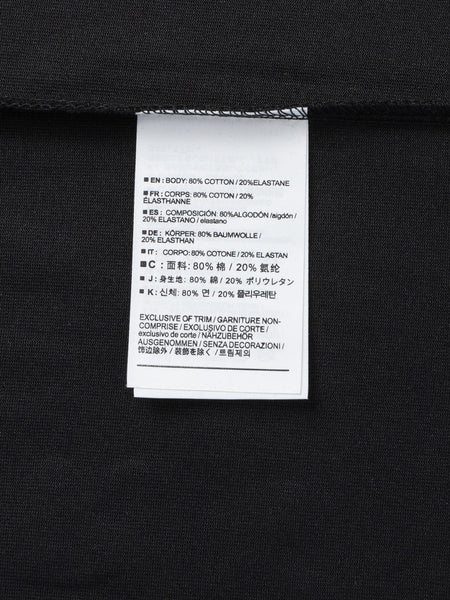 ■ EN: BODY: 80% COTTON / 20%ELASTANE
■ FR: CORPS: 80% COTON / 20%
ÉLASTHANNE
■ ES: COMPOSICIÓN: 80%ALGODÓN /algdón/
20% ELASTANO / elastano
■ DE: KÖRPER: 80% BAUMWOLLE /
20% ELASTHAN
■ IT: CORPO: 80% COTONE / 20% ELASTAN
■ C: 面料: 80% 棉 / 20% 氨纶
■ J: 身生地: 80% 綿 / 20% ポリウレタン
■ K: 신체: 80% 면 / 20% 폴리우레탄
EXCLUSIVE OF TRIM / GARNITURE NON-
COMPRISE / EXCLUSIVO DE CORTE /
exclusivo de corte / NÄHZUBEHÖR
AUSGENOMMEN / SENZA DECORAZIONI /
饰边除外 / 装飾を除く / 트림제외